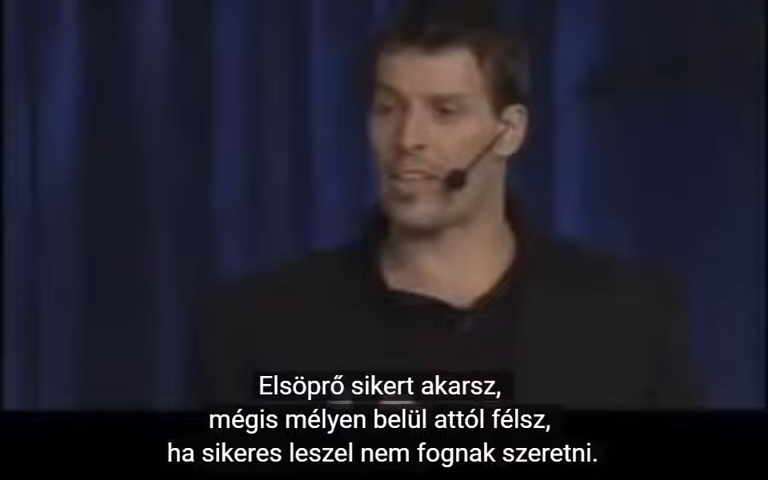 Elsöprő sikert akarsz,
mégis mélyen belül attól félsz,
ha sikeres leszel nem fognak szeretni.